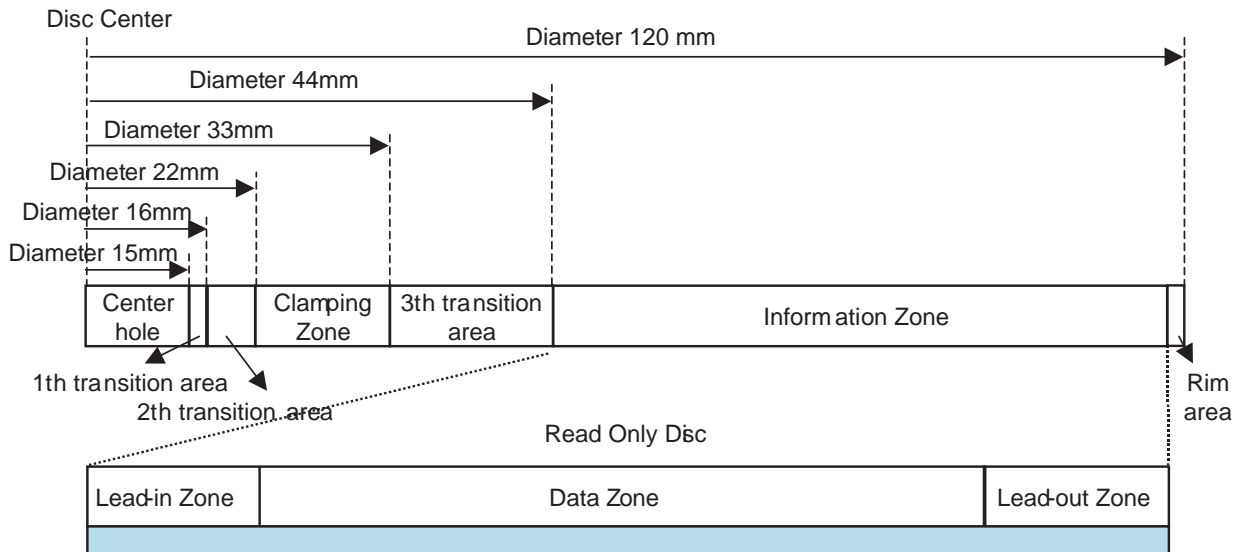 Disc Center
Diameter 120 mm
Diameter 44mm
Diameter 33mm
Diameter 22mm
Diameter 16mm
Diameter 15mm
Center
hole
Clamping
Zone
3th transition
area
Information Zone
1th transition area
2th transition area
Rim
area
Read Only Disc
Lead-in Zone
Data Zone
Lead-out Zone